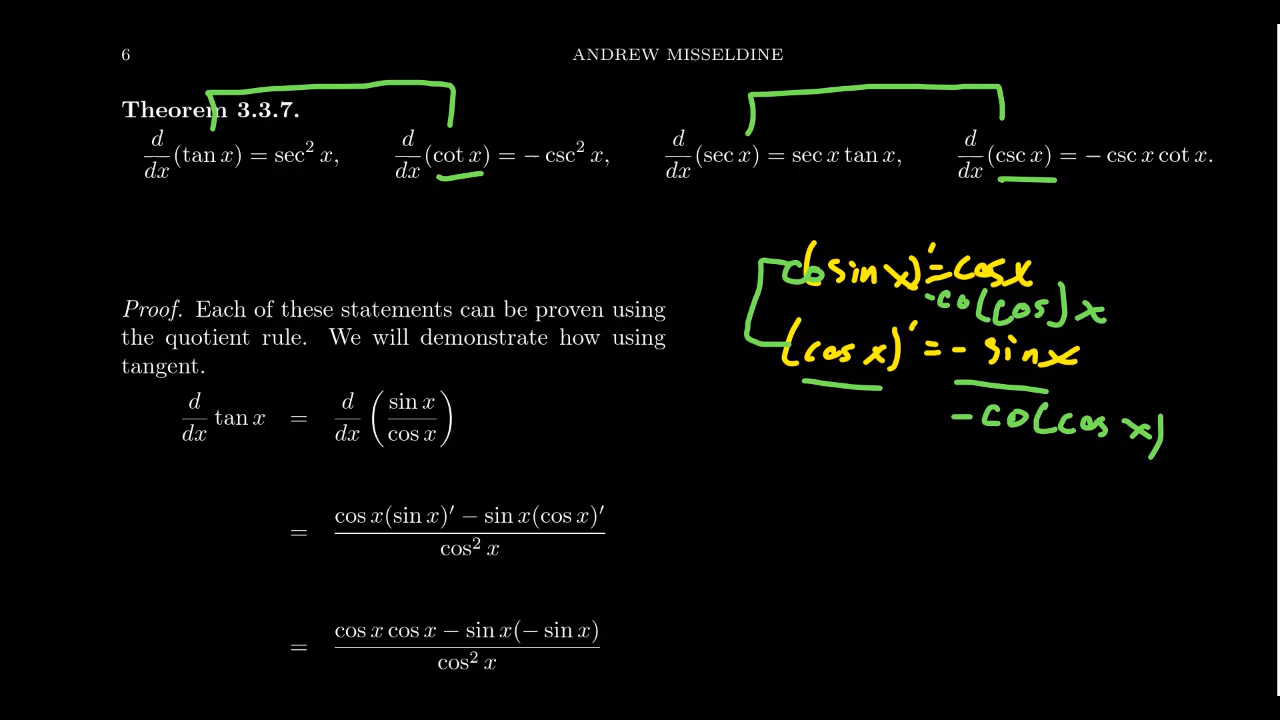 6 ANDREW MISSELDINE
Theorem 3.3.7.
d/dx (tan x) = sec² x, d/dx (cot x) = − csc² x, d/dx (sec x) = sec x tan x, d/dx (csc x) = − csc x cot x.
co(sin x)' = cos x
-co(cos)x
(cos x)' = - sin x
-co(cos x)
Proof. Each of these statements can be proven using
the quotient rule. We will demonstrate how using
tangent.
d/dx tan x = d/dx (sin x / cos x)
= cos x(sin x)′ − sin x(cos x)′ / cos² x
= cos x cos x − sin x(− sin x) / cos² x